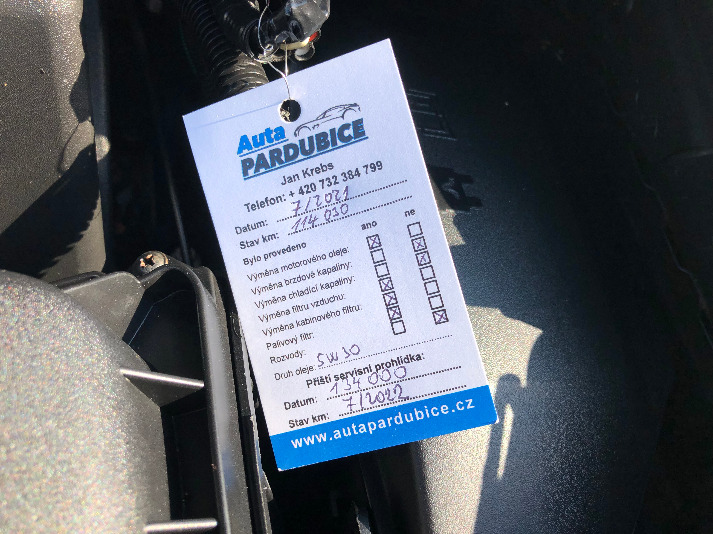 Auta
PARDUBICE
Jan Krebs
Telefon: + 420 732 384 799
Datum: 7/2021
Stav km: 114 030
Bylo provedeno ano ne
Výměna motorového oleje:
Výměna brzdové kapaliny:
Výměna chladící kapaliny:
Výměna filtru vzduchu:
Výměna kabinového filtru:
Palivový filtr:
Rozvody:
Druh oleje: 5W30
Příští servisní prohlídka:
Datum: 134 000
Stav km: 7/2022
www.autapardubice.cz